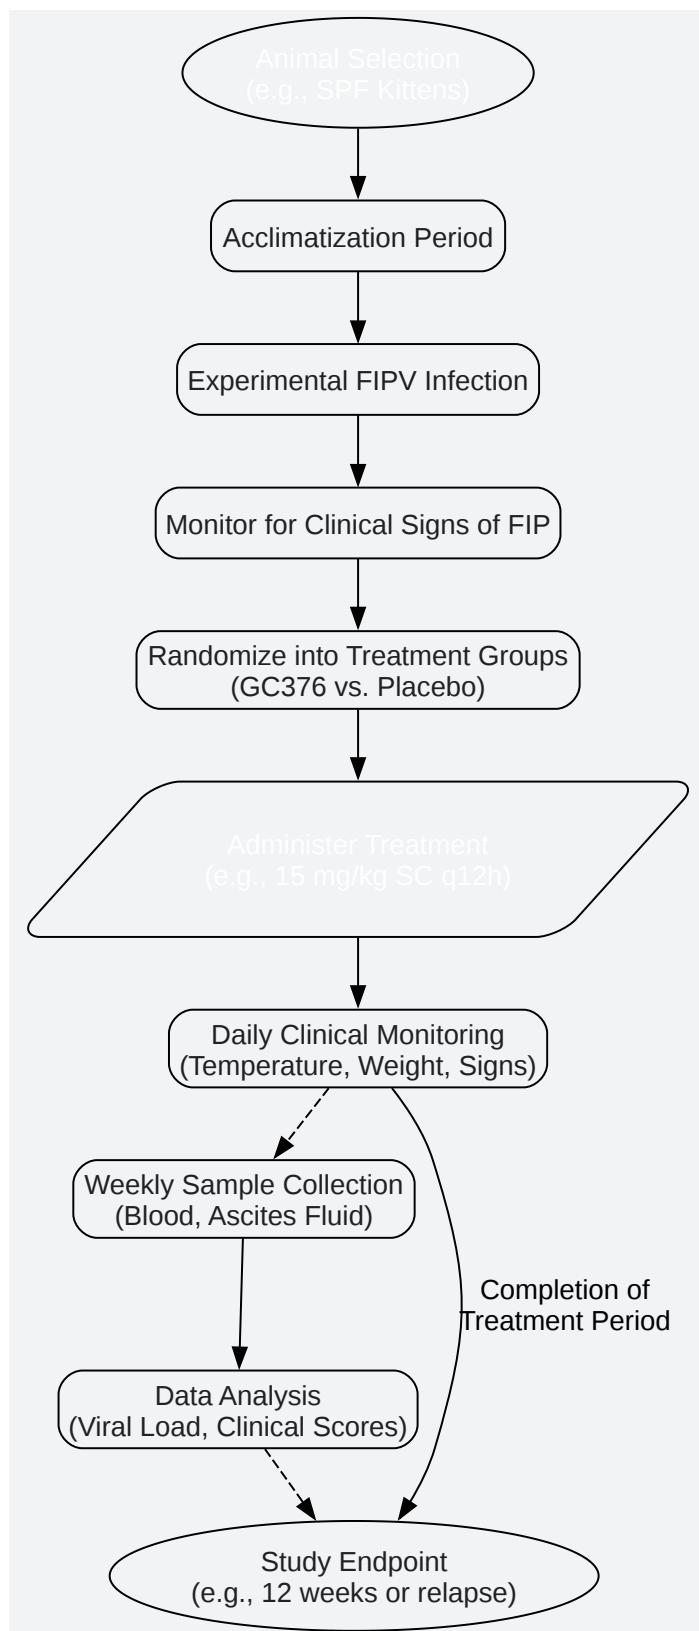 Animal Selection
(e.g., SPF Kittens)
Acclimatization Period
Experimental FIPV Infection
Monitor for Clinical Signs of FIP
Randomize into Treatment Groups
(GC376 vs. Placebo)
Administer Treatment
(e.g., 15 mg/kg SC q12h)
Daily Clinical Monitoring
(Temperature, Weight, Signs)
Weekly Sample Collection
(Blood, Ascites Fluid)
Completion of
Treatment Period
Data Analysis
(Viral Load, Clinical Scores)
Study Endpoint
(e.g., 12 weeks or relapse)